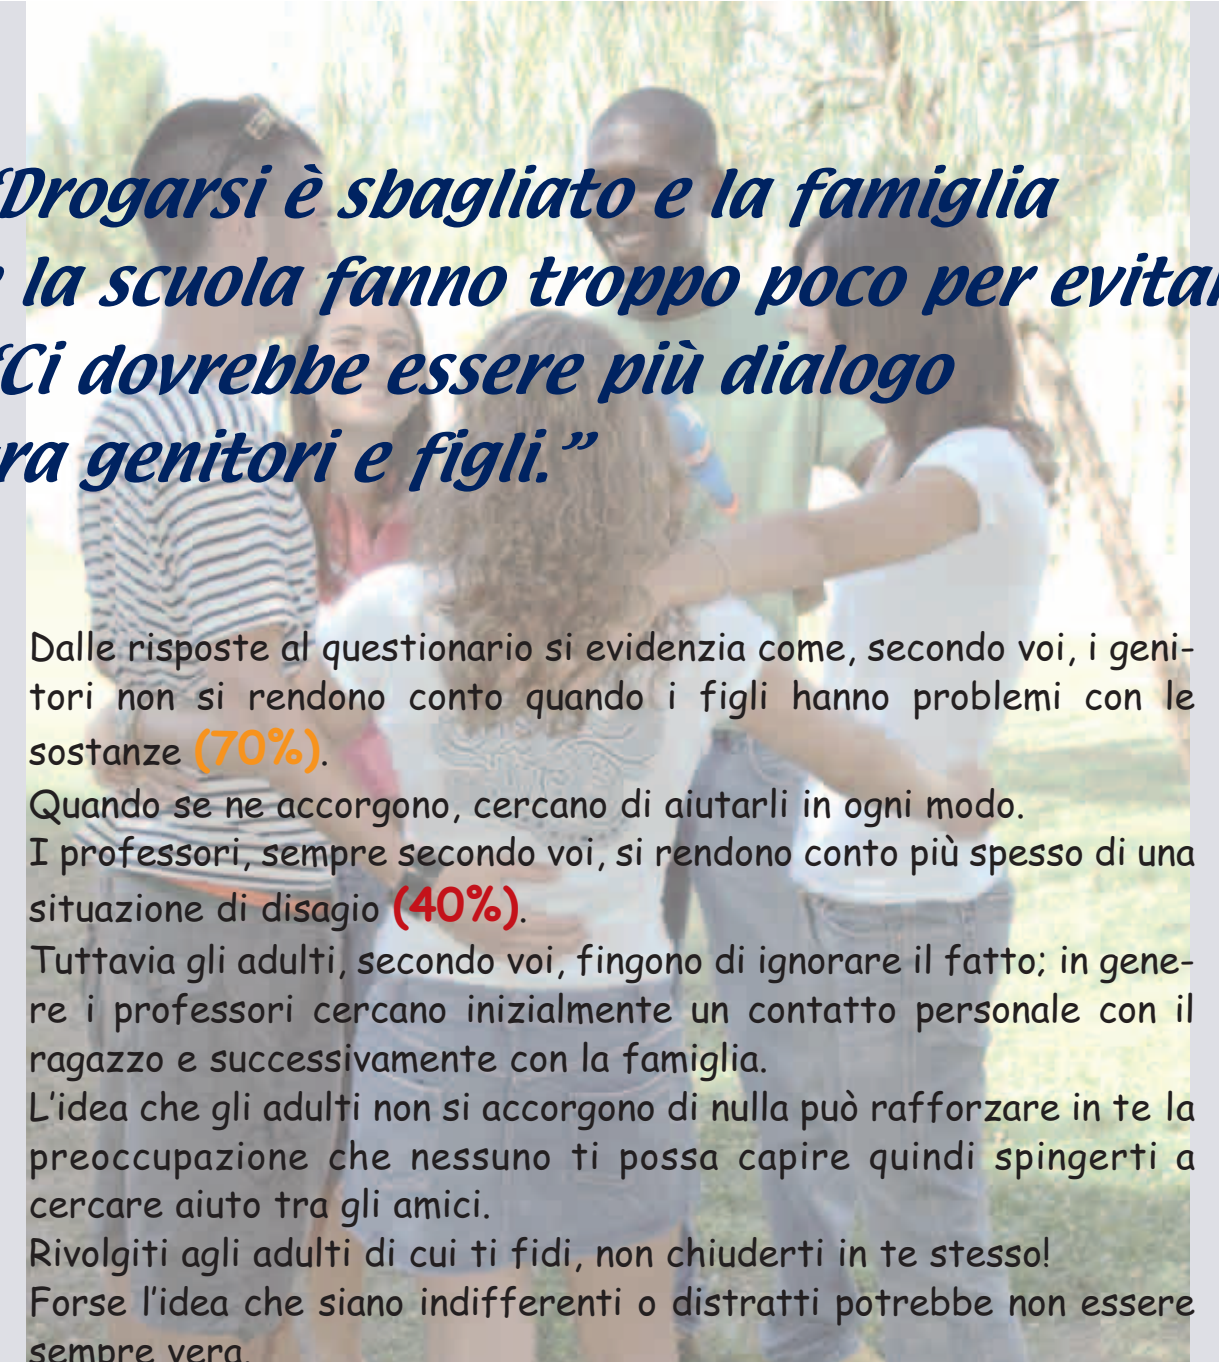 “Drogarsi è sbagliato e la famiglia
la scuola fanno troppo poco per
“Ci dovrebbe essere più dialogo
genitori e figli.”
Dalle risposte al questionario si evidenzia come, secondo voi, i geni-
tori non si rendono conto quando i figli hanno problemi con le
sostanze (70%).
Quando se ne accorgono, cercano di aiutarli in ogni modo.
I professori, sempre secondo voi, si rendono conto più spesso di una
situazione di disagio (40%).
Tuttavia gli adulti, secondo voi, fingono di ignorare il fatto; in gene-
re i professori cercano inizialmente un contatto personale con il
ragazzo e successivamente con la famiglia.
L’idea che gli adulti non si accorgono di nulla può rafforzare in te la
preoccupazione che nessuno ti possa capire quindi spingerti a
cercare aiuto tra gli amici.
Rivolgiti agli adulti di cui ti fidi, non chiuderti in te stesso!
Forse l’idea che siano indifferenti o distratti potrebbe non essere
sempre vera.